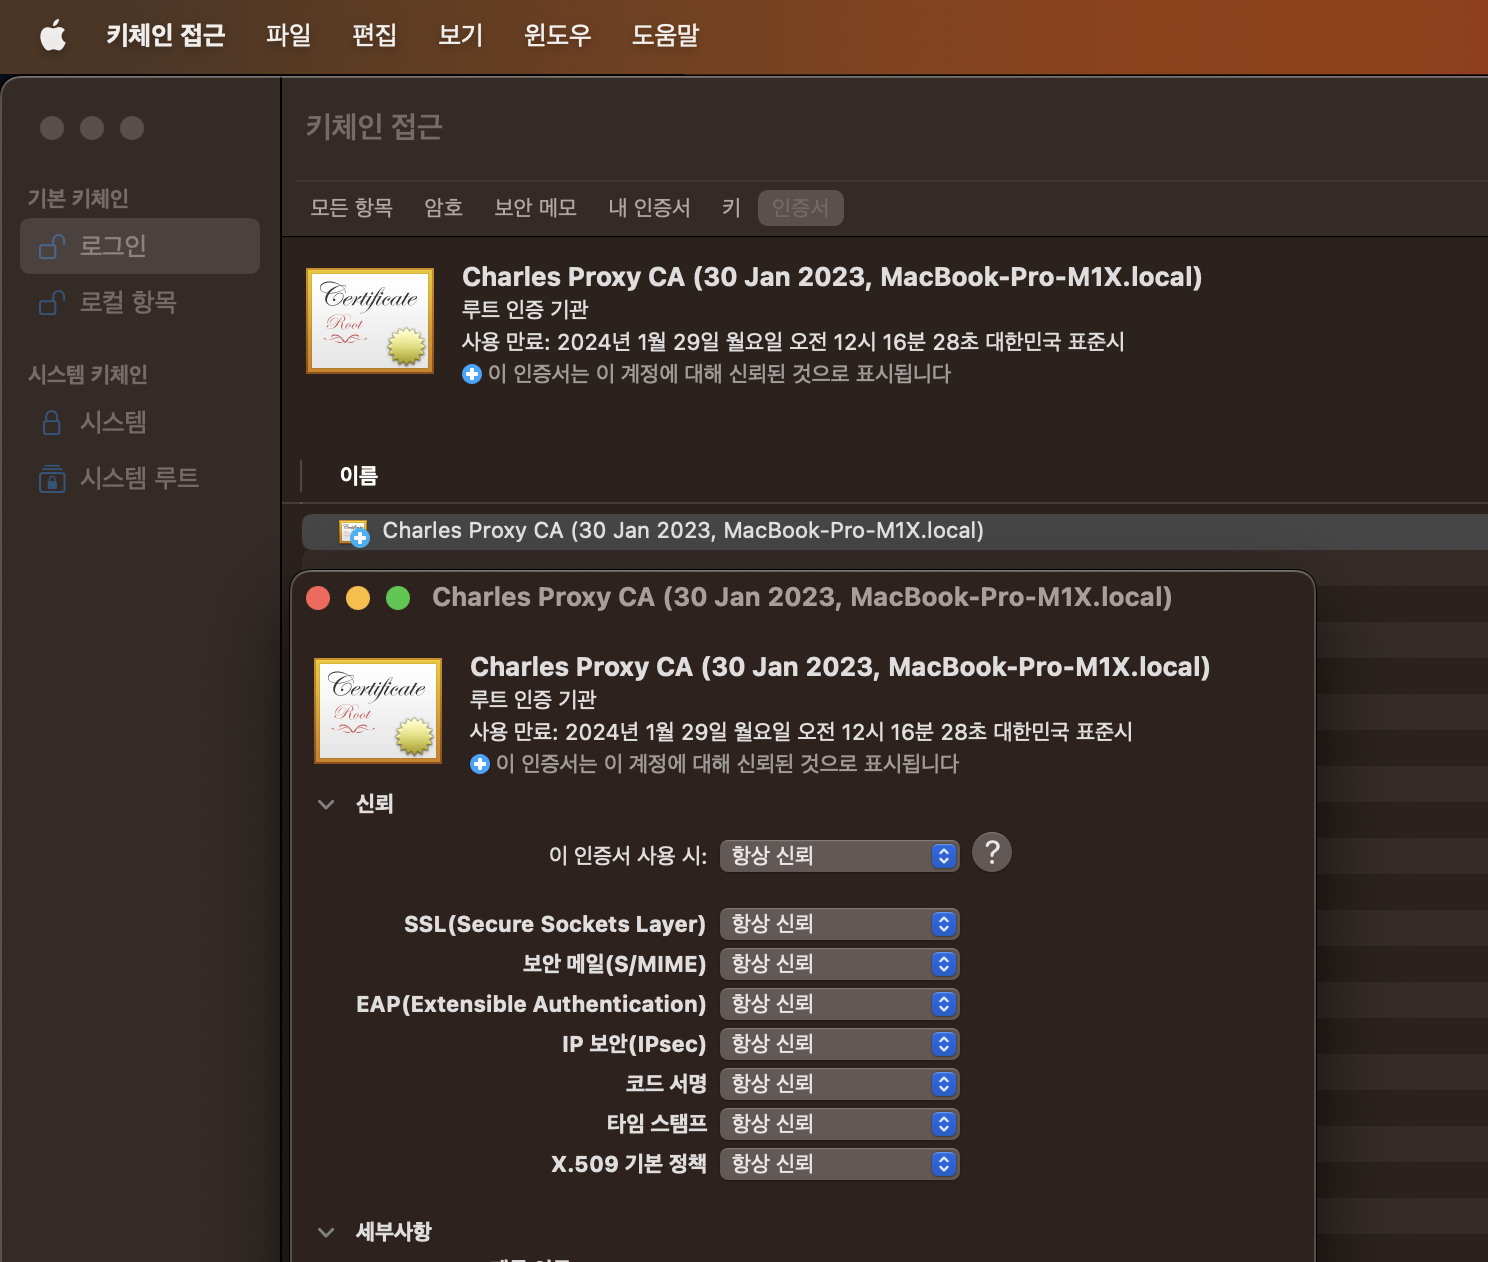 키체인 접근 파일 편집 보기 윈도우 도움말
키체인 접근
기본 키체인
로그인
로컬 항목
시스템 키체인
시스템
시스템 루트
모든 항목 암호 보안 메모 내 인증서 키 인증서
Certificate
Root
Charles Proxy CA (30 Jan 2023, MacBook-Pro-M1X.local)
루트 인증 기관
사용 만료: 2024년 1월 29일 월요일 오전 12시 16분 28초 대한민국 표준시
이 인증서는 이 계정에 대해 신뢰된 것으로 표시됩니다
이름
Charles Proxy CA (30 Jan 2023, MacBook-Pro-M1X.local)
Charles Proxy CA (30 Jan 2023, MacBook-Pro-M1X.local)
Certificate
Root
Charles Proxy CA (30 Jan 2023, MacBook-Pro-M1X.local)
루트 인증 기관
사용 만료: 2024년 1월 29일 월요일 오전 12시 16분 28초 대한민국 표준시
이 인증서는 이 계정에 대해 신뢰된 것으로 표시됩니다
신뢰
이 인증서 사용 시: 항상 신뢰 ?
SSL(Secure Sockets Layer) 항상 신뢰
보안 메일(S/MIME) 항상 신뢰
EAP(Extensible Authentication) 항상 신뢰
IP 보안(IPsec) 항상 신뢰
코드 서명 항상 신뢰
타임 스탬프 항상 신뢰
X.509 기본 정책 항상 신뢰
세부사항